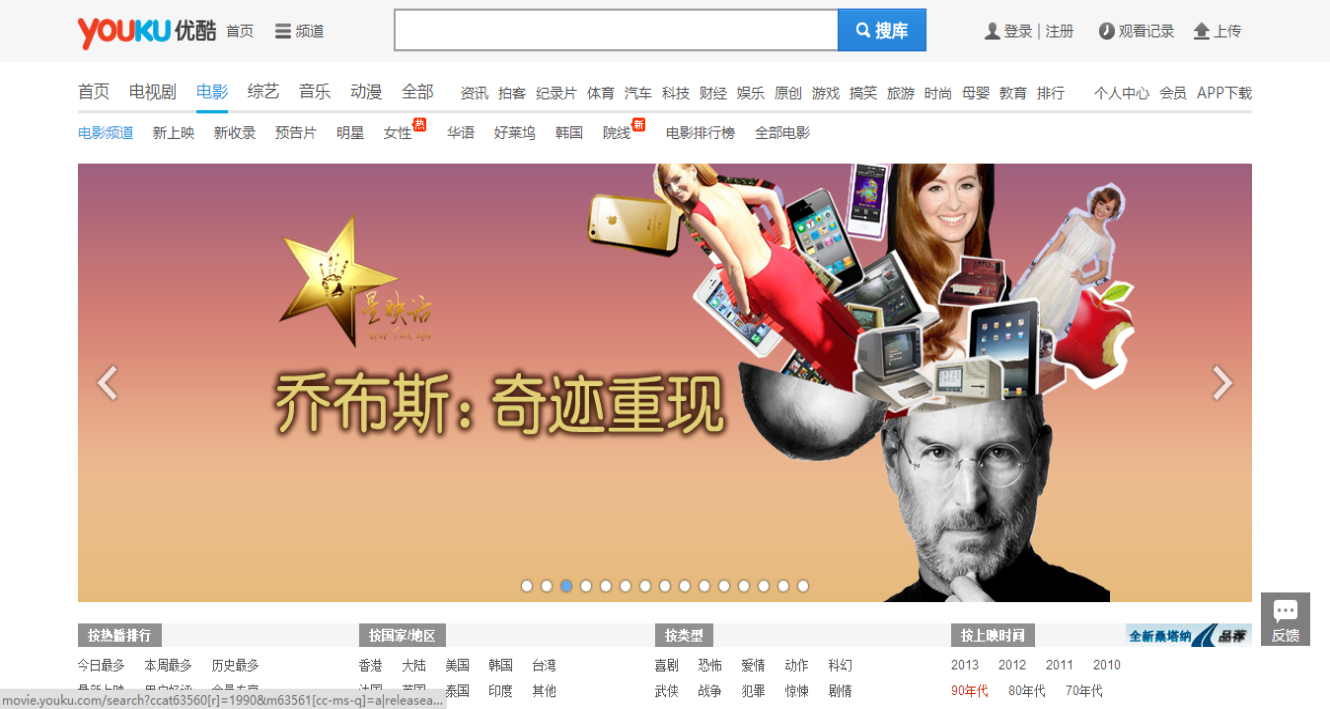 YOUKU 优酷 首页 频道 搜库 登录 | 注册 观看记录 上传
首页 电视剧 电影 综艺 音乐 动漫 全部 资讯 拍客 纪录片 体育 汽车 科技 财经 娱乐 原创 游戏 搞笑 旅游 时尚 母婴 教育 排行 个人中心 会员 APP下载
电影频道 新上映 新收录 预告片 明星 女性 热 华语 好莱坞 韩国 院线 新 电影排行榜 全部电影
星映话
乔布斯：奇迹重现
反馈
按热播排行 按国家/地区 按类型 按上映时间 全新桑塔纳 品荐
今日最多 本周最多 历史最多 香港 大陆 美国 韩国 台湾 喜剧 恐怖 爱情 动作 科幻 2013 2012 2011 2010
泰国 印度 其他 武侠 战争 犯罪 惊悚 剧情 90年代 80年代 70年代
movie.youku.com/search?ccat63560[r]=1990&m63561[cc-ms-q]=a|releasea...